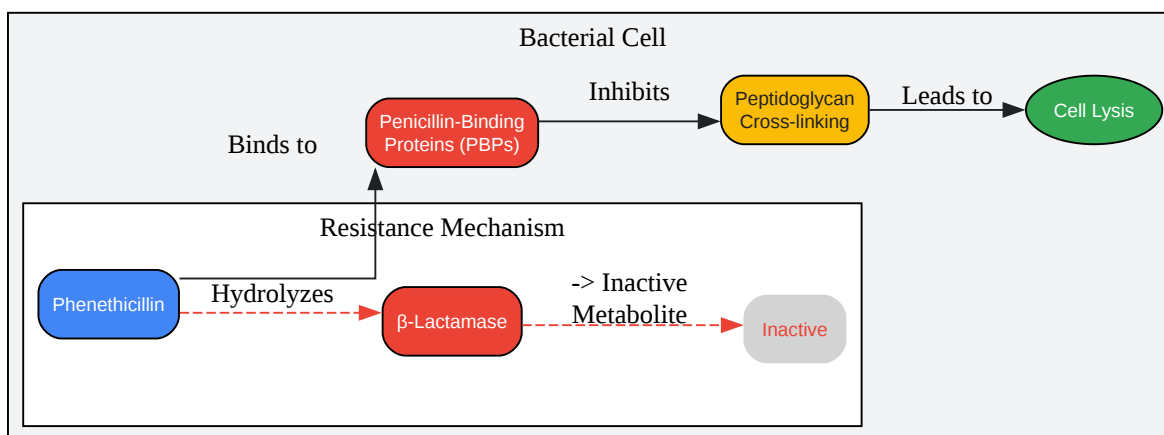 Bacterial Cell
Penicillin-Binding
Proteins (PBPs)
Inhibits
Peptidoglycan
Cross-linking
Leads to
Cell Lysis
Binds to
Resistance Mechanism
Phenethicillin
Hydrolyzes
β-Lactamase
-> Inactive
Metabolite
Inactive